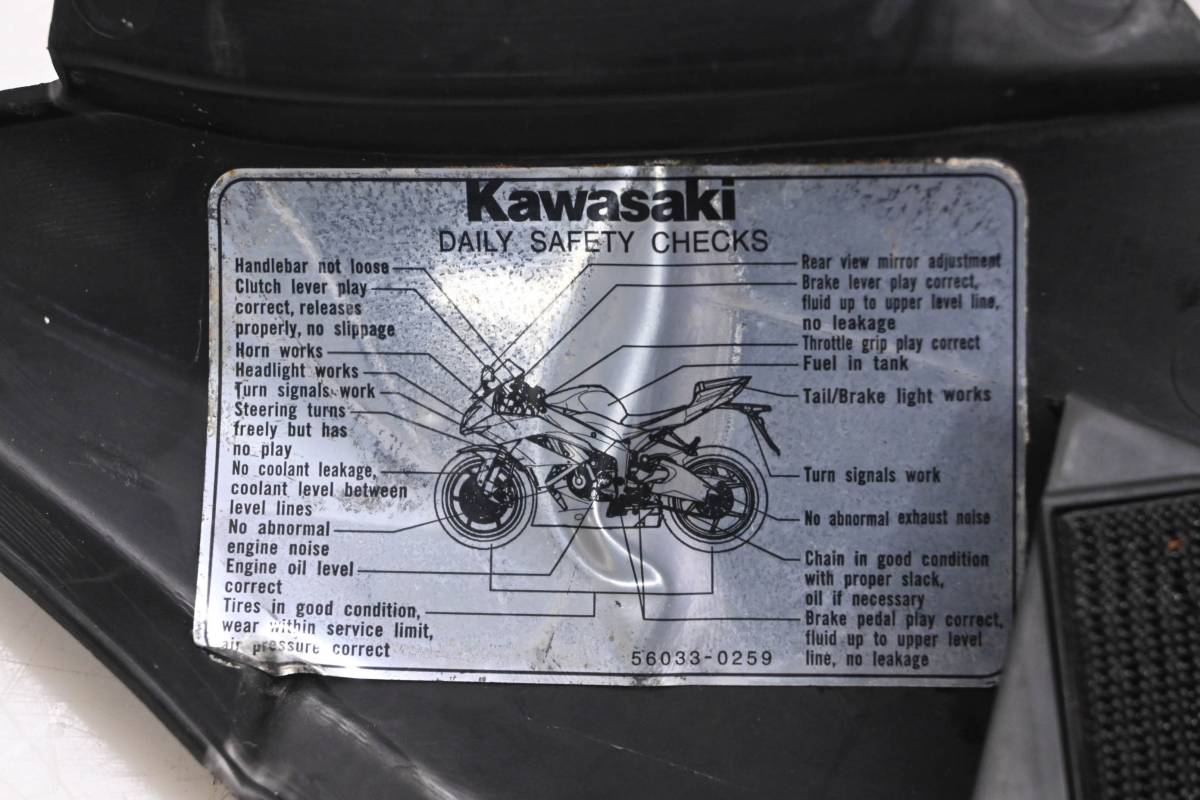 Kawasaki
DAILY SAFETY CHECKS
Handlebar not loose
Clutch lever play
correct, releases
properly, no slippage
Horn works
Headlight works
Turn signals work
Steering turns
freely but has
no play
No coolant leakage,
coolant level between
level lines
No abnormal
engine noise
Engine oil level
correct
Tires in good condition,
wear within service limit,
air pressure correct
Rear view mirror adjustment
Brake lever play correct,
fluid up to upper level line,
no leakage
Throttle grip play correct
Fuel in tank
Tail/Brake light works
Turn signals work
No abnormal exhaust noise
Chain in good condition
with proper slack,
oil if necessary
Brake pedal play correct,
fluid up to upper level
line, no leakage
56033-0259